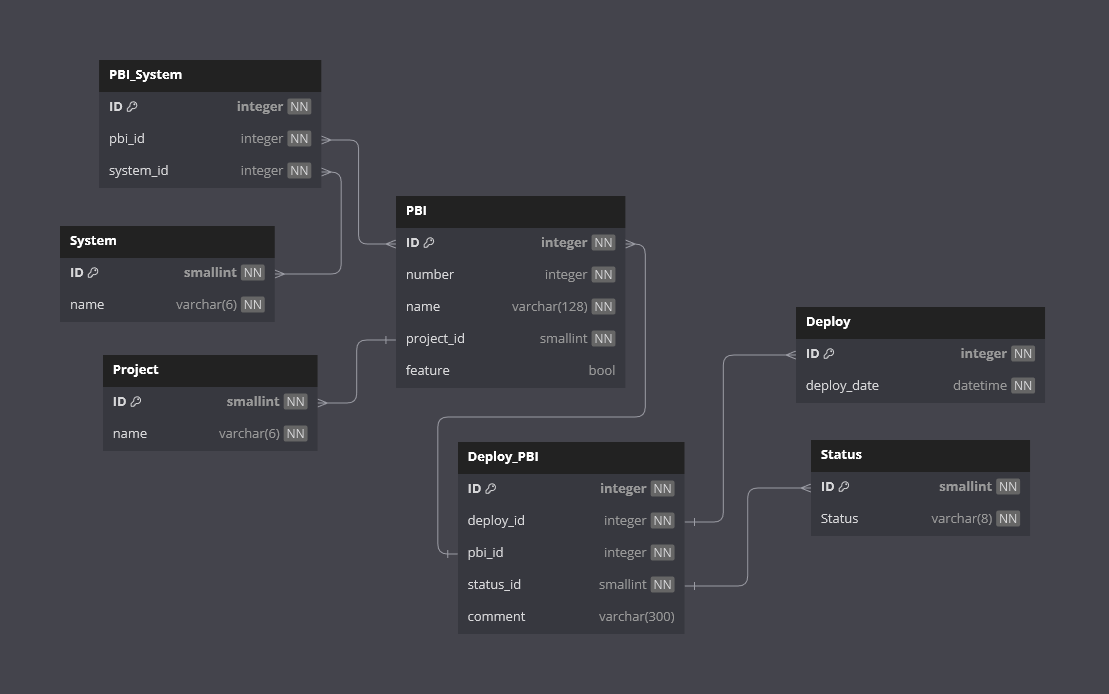 PBI_System
ID integer NN
pbi_id integer NN
system_id integer NN
System
ID smallint NN
name varchar(6) NN
Project
ID smallint NN
name varchar(6) NN
PBI
ID integer NN
number integer NN
name varchar(128) NN
project_id smallint NN
feature bool
Deploy_PBI
ID integer NN
deploy_id integer NN
pbi_id integer NN
status_id smallint NN
comment varchar(300)
Deploy
ID integer NN
deploy_date datetime NN
Status
ID smallint NN
Status varchar(8) NN